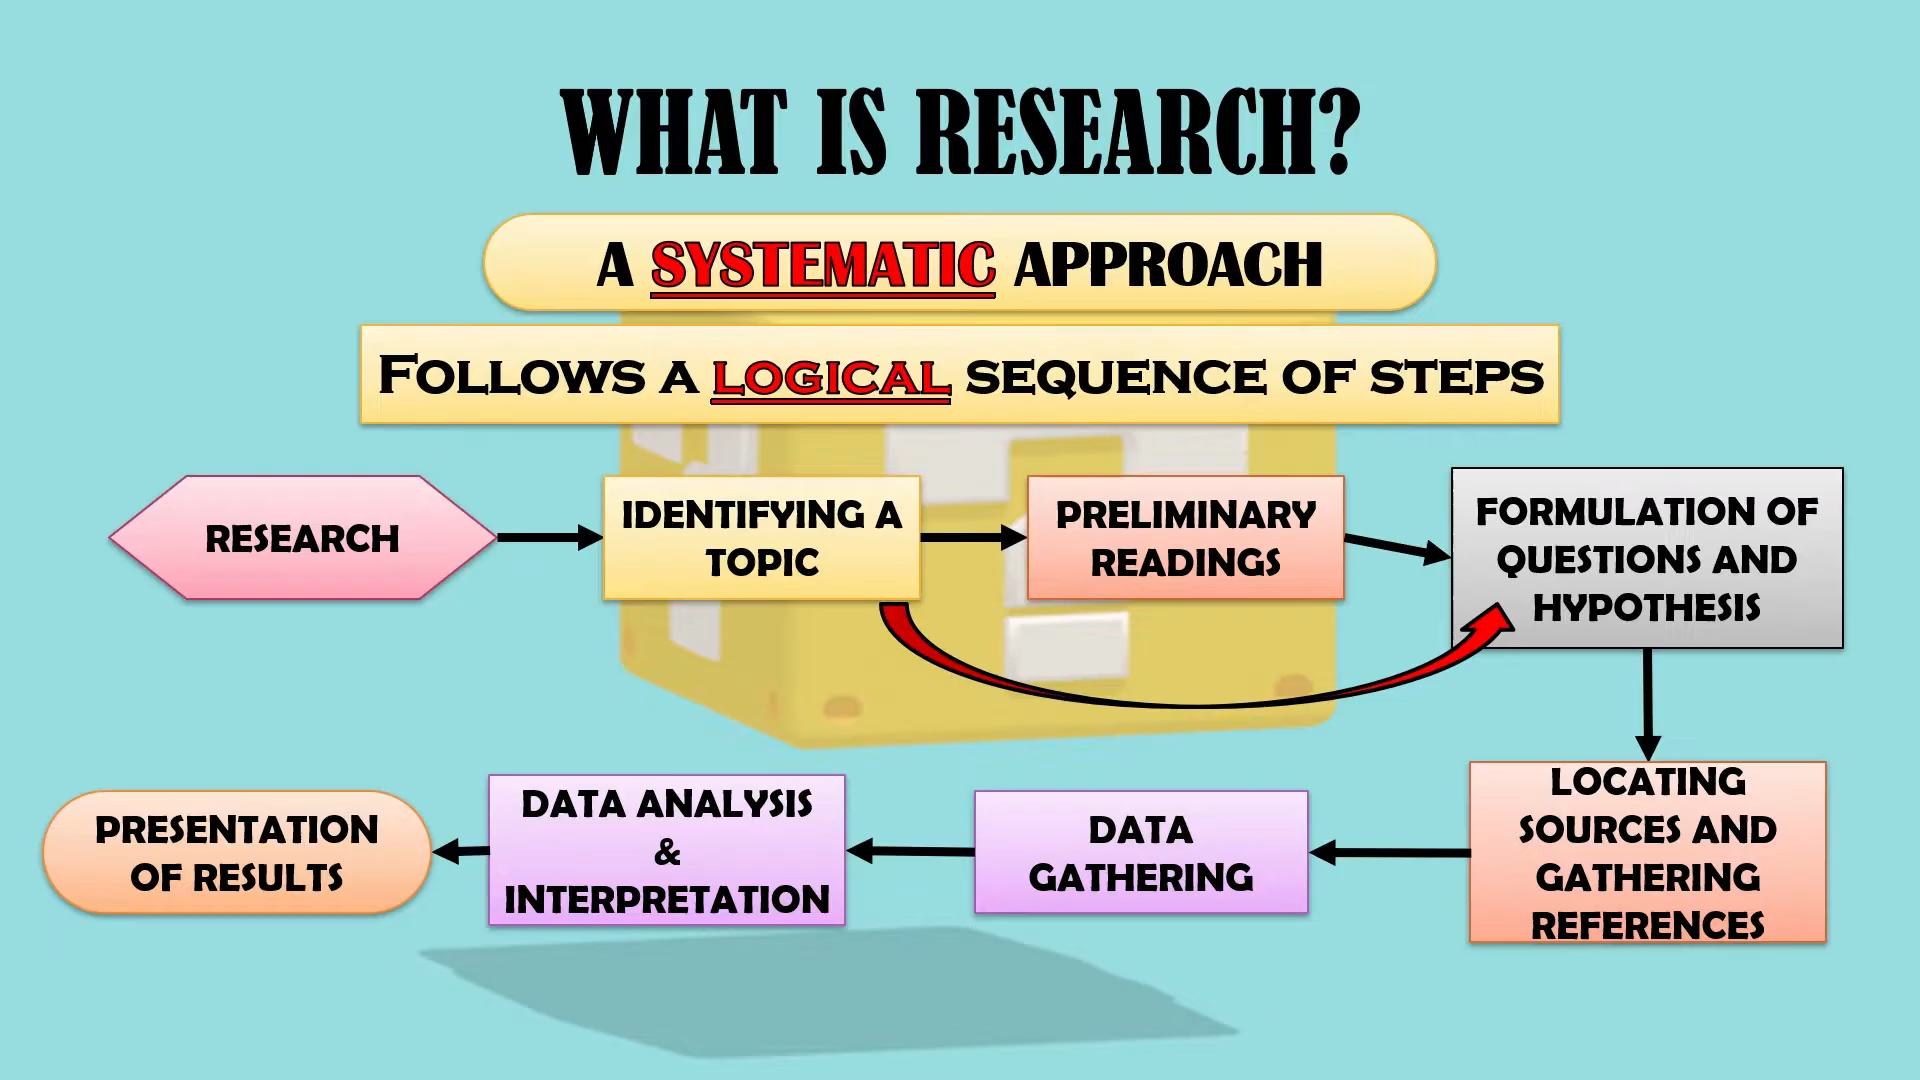 WHAT IS RESEARCH?
A SYSTEMATIC APPROACH
FOLLOWS A LOGICAL SEQUENCE OF STEPS
RESEARCH
IDENTIFYING A
TOPIC
PRELIMINARY
READINGS
FORMULATION OF
QUESTIONS AND
HYPOTHESIS
LOCATING
SOURCES AND
GATHERING
REFERENCES
DATA
GATHERING
DATA ANALYSIS
&
INTERPRETATION
PRESENTATION
OF RESULTS